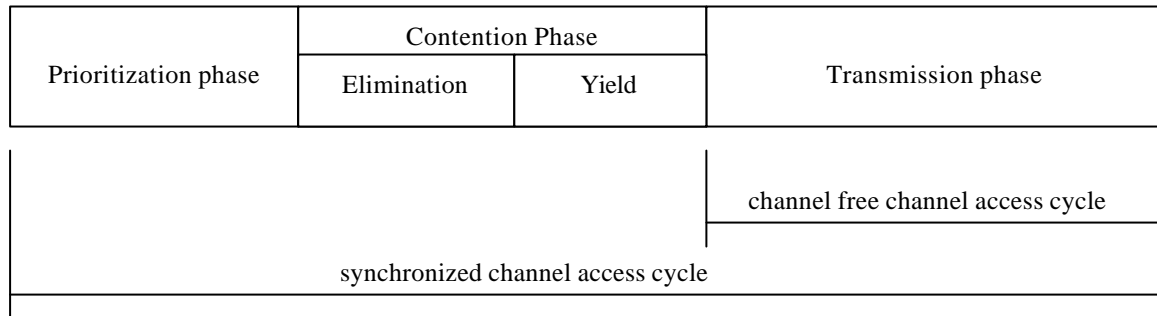 Contention Phase
Prioritization phase
Elimination
Yield
Transmission phase
channel free channel access cycle
synchronized channel access cycle